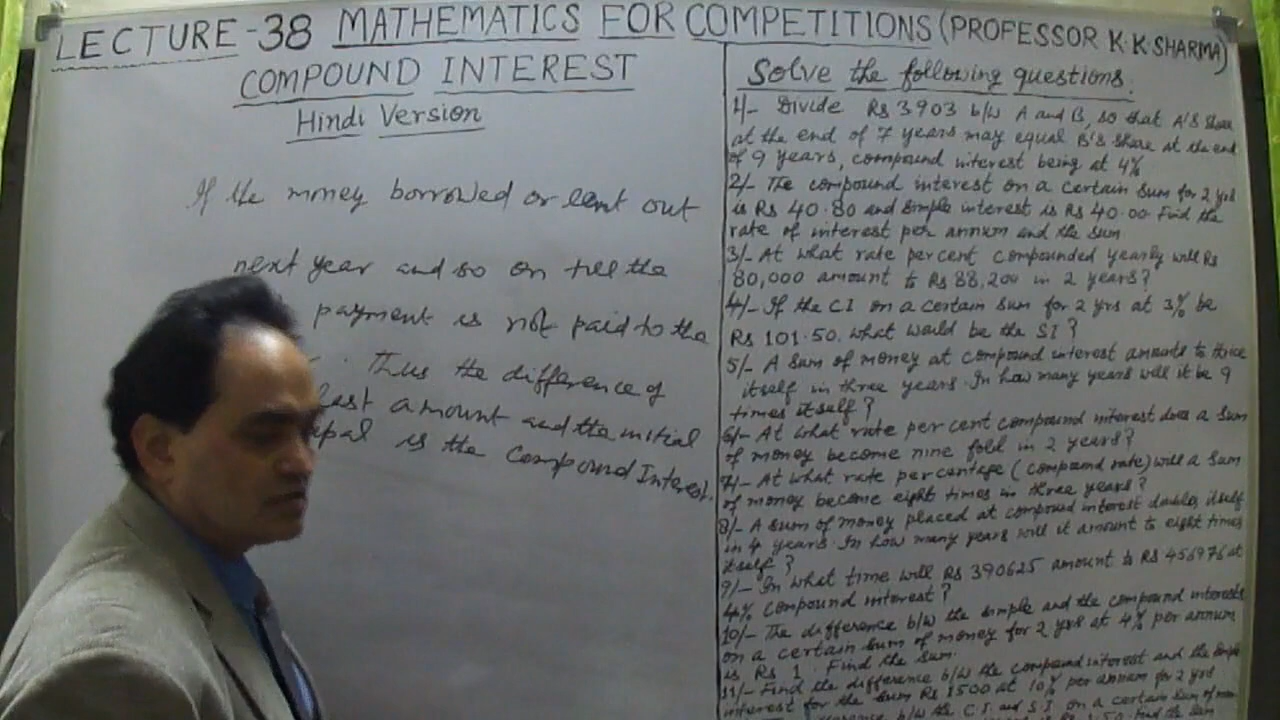 LECTURE-38 MATHEMATICS FOR COMPETITIONS (PROFESSOR K.K SHARMA)
COMPOUND INTEREST
Hindi Version
If the money borrowed or lent out
next year and so on till the
payment is not paid to the
Thus the difference of
last amount and the initial
is the Compound Interest.
Solve the following questions.
1/- Divide Rs 3903 b/w A and B, so that A's share
at the end of 7 years may equal B's share at the end
of 9 years, compound interest being at 4%
2/- The compound interest on a certain sum for 2 yrs
is Rs 40.80 and simple interest is Rs 40.00 Find the
rate of interest per annum and the sum
3/- At what rate percent compounded yearly will Rs
80,000 amount to Rs 88,200 in 2 years?
4/- If the CI on a certain sum for 2 yrs at 3% be
Rs 101.50. what would be the SI?
5/- A sum of money at compound interest amounts to thrice
itself in three years. In how many years will it be 9
times itself?
6/- At what rate per cent compound interest does a sum
of money become nine fold in 2 years?
7/- At what rate percentage (compound rate) will a sum
of money become eight times in three years?
8/- A sum of money placed at compound interest doubles itself
in 4 years. In how many years will it amount to eight times
itself?
9/- In what time will Rs 390625 amount to Rs 456976 at
4% compound interest?
10/- The difference b/w the simple and the compound interests
on a certain sum of money for 2 yrs at 4% per annum
is Rs 1. Find the sum.
11/- Find the difference b/w the compound interest and the simple
interest for the sum Rs 1500 at 10% per annum for 2 yrs
b/w the C.I. and S.I. on a certain sum of